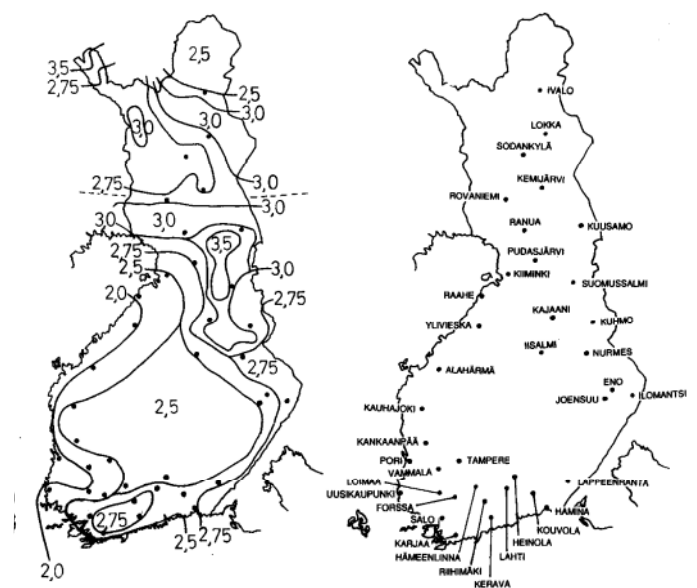 2,5
3,5
2,75
2,5
3,0
3,0
3,0
2,75
3,0
3,0
3,0
3,0
2,75
3,5
2,5
3,0
2,0
2,75
2,75
2,5
2,75
2,5
2,75
2,0
IVALO
LOKKA
SODANKYLÄ
KEMIJÄRVI
ROVANIEMI
RANUA
KUUSAMO
PUDASJÄRVI
KIIMINKI
SUOMUSSALMI
RAAHE
KAJAANI
YLIVIESKA
KUHMO
IISALMI
NURMES
ALAHÄRMÄ
ENO
ILOMANTSI
JOENSUU
KAUHAJOKI
KANKAANPÄÄ
PORI
TAMPERE
VAMMALA
LOIMAA
LAPPEENRANTA
UUSIKAUPUNKI
FORSSA
HAMINA
SALO
KOUVOLA
KARJAA
HEINOLA
HÄMEENLINNA
LAHTI
RIIHIMÄKI
KERAVA